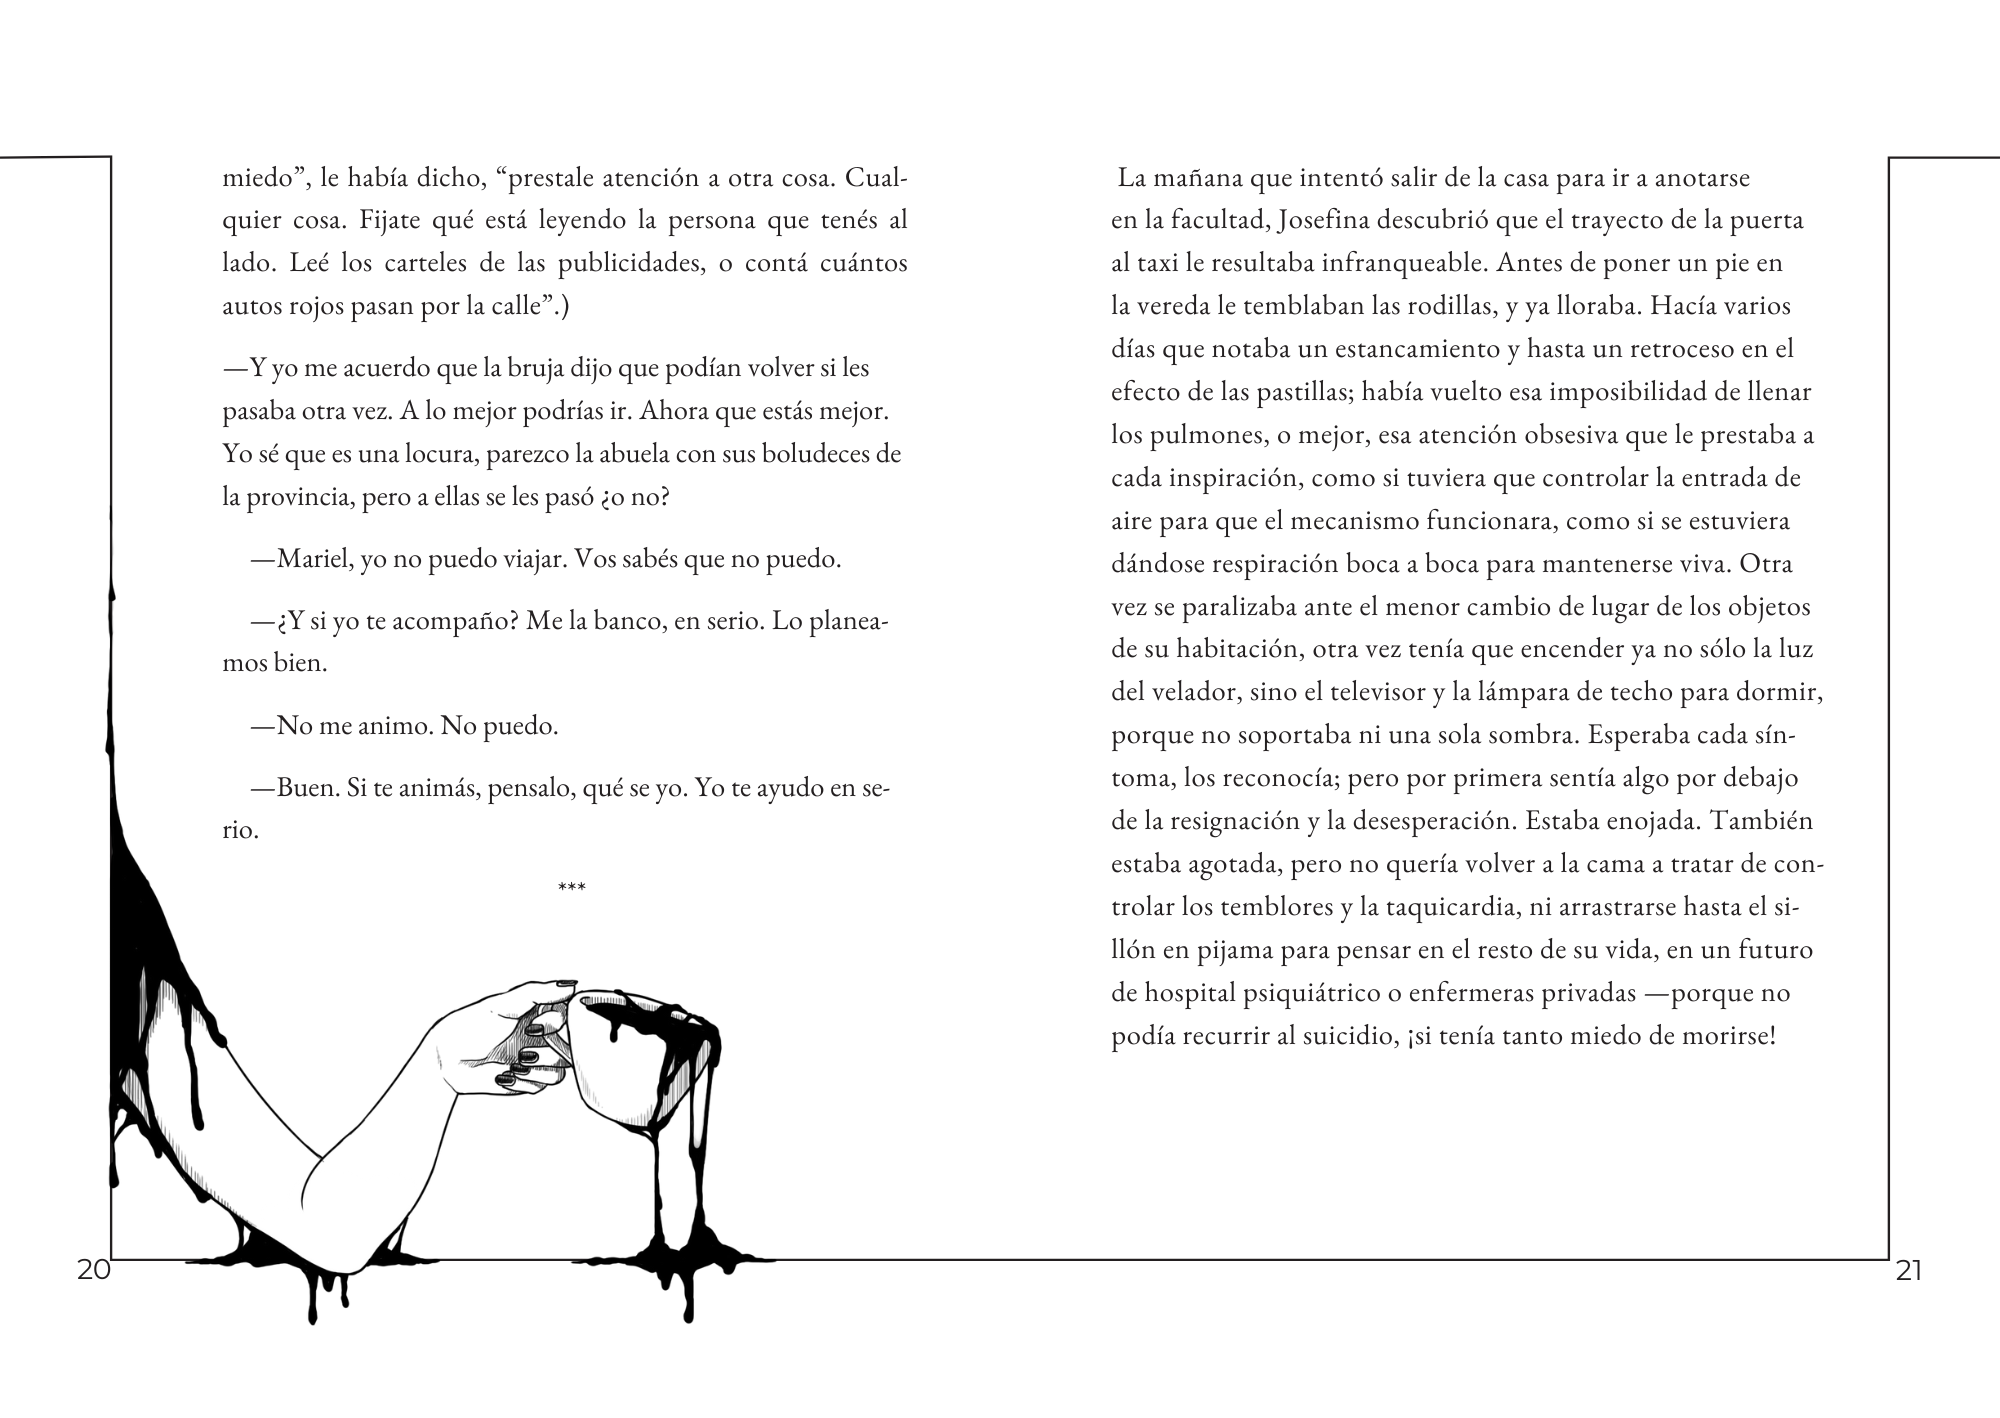 miedo”, le había dicho, “prestale atención a otra cosa. Cual-
quier cosa. Fijate qué está leyendo la persona que tenés al
lado. Leé los carteles de las publicidades, o contá cuántos
autos rojos pasan por la calle”.)
—Y yo me acuerdo que la bruja dijo que podían volver si les
pasaba otra vez. A lo mejor podrías ir. Ahora que estás mejor.
Yo sé que es una locura, parezco la abuela con sus boludeces de
la provincia, pero a ellas se les pasó ¿o no?
—Mariel, yo no puedo viajar. Vos sabés que no puedo.
—¿Y si yo te acompaño? Me la banco, en serio. Lo planea-
mos bien.
—No me animo. No puedo.
—Buen. Si te animás, pensalo, qué se yo. Yo te ayudo en se-
rio.
***
20
La mañana que intentó salir de la casa para ir a anotarse
en la facultad, Josefina descubrió que el trayecto de la puerta
al taxi le resultaba infranqueable. Antes de poner un pie en
la vereda le temblaban las rodillas, y ya lloraba. Hacía varios
días que notaba un estancamiento y hasta un retroceso en el
efecto de las pastillas; había vuelto esa imposibilidad de llenar
los pulmones, o mejor, esa atención obsesiva que le prestaba a
cada inspiración, como si tuviera que controlar la entrada de
aire para que el mecanismo funcionara, como si se estuviera
dándose respiración boca a boca para mantenerse viva. Otra
vez se paralizaba ante el menor cambio de lugar de los objetos
de su habitación, otra vez tenía que encender ya no sólo la luz
del velador, sino el televisor y la lámpara de techo para dormir,
porque no soportaba ni una sola sombra. Esperaba cada sín-
toma, los reconocía; pero por primera sentía algo por debajo
de la resignación y la desesperación. Estaba enojada. También
estaba agotada, pero no quería volver a la cama a tratar de con-
trolar los temblores y la taquicardia, ni arrastrarse hasta el si-
llón en pijama para pensar en el resto de su vida, en un futuro
de hospital psiquiátrico o enfermeras privadas —porque no
podía recurrir al suicidio, ¡si tenía tanto miedo de morirse!
21